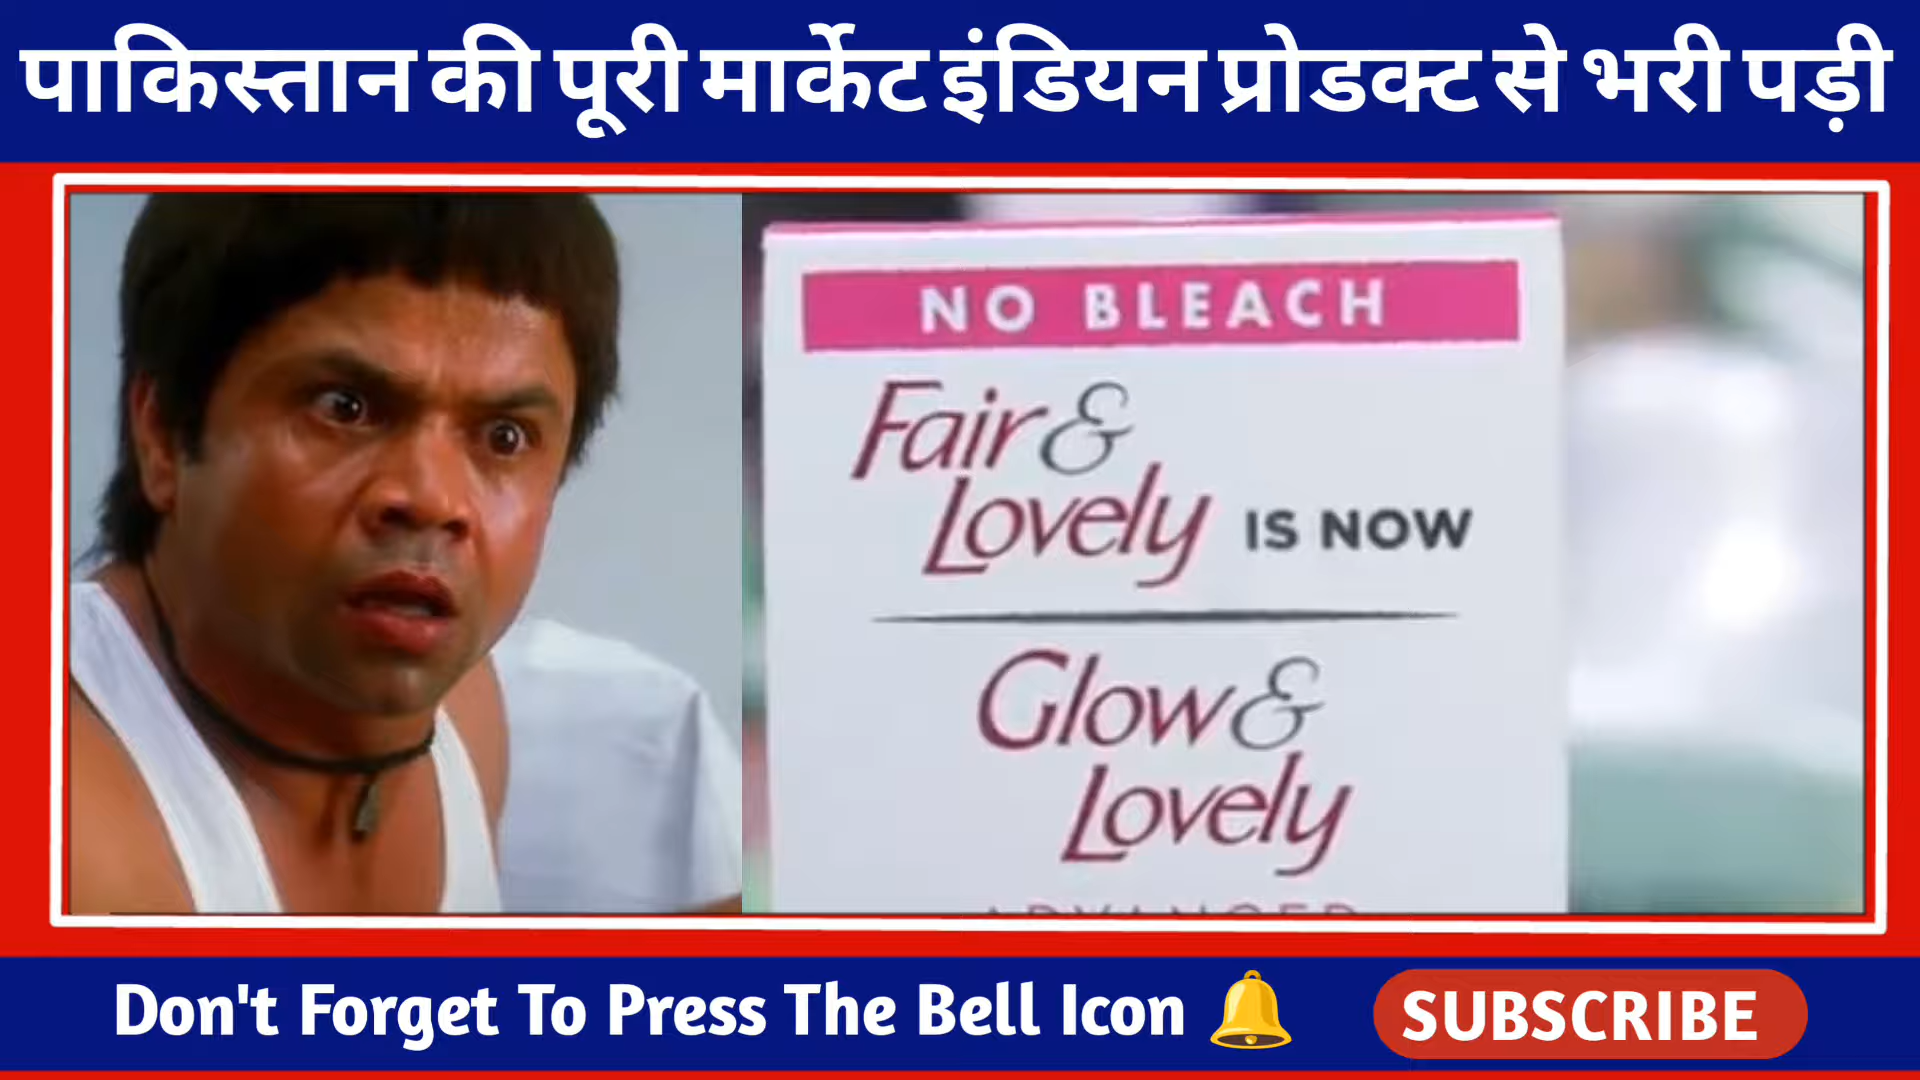 पाकिस्तान की पूरी मार्केट इंडियन प्रोडक्ट से भरी पड़ी
NO BLEACH
Fair &
Lovely IS NOW
Glow &
Lovely
ADVANCED
Don't Forget To Press The Bell Icon
SUBSCRIBE